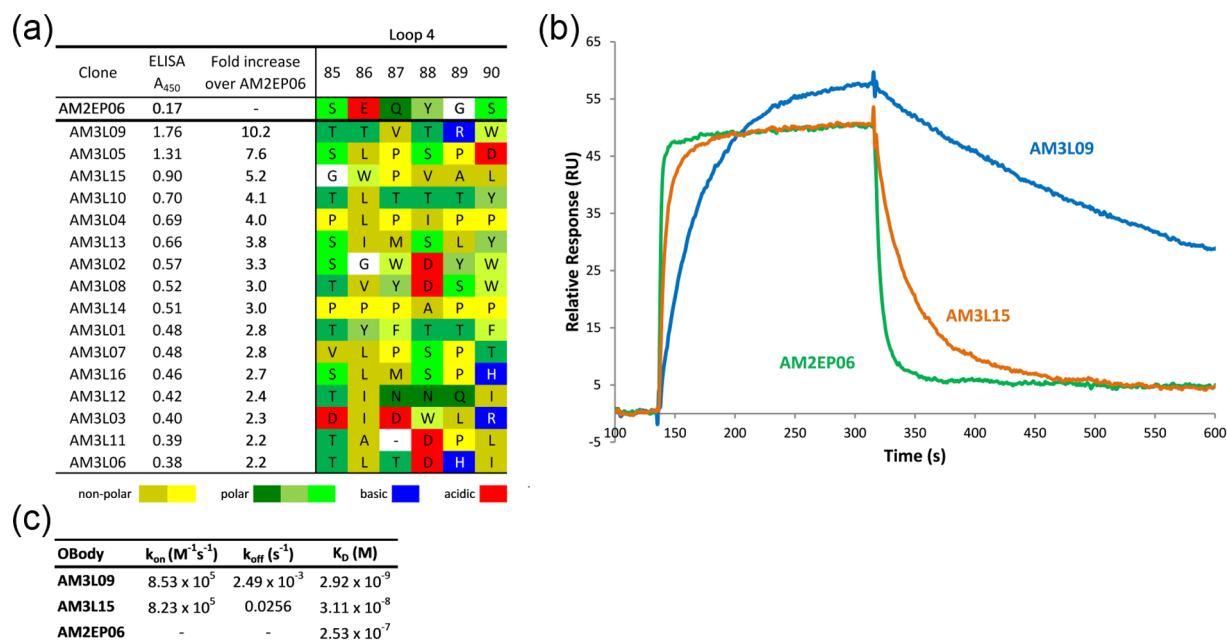 (a)
Loop 4
Clone ELISA A450 Fold increase over AM2EP06 85 86 87 88 89 90
AM2EP06 0.17 - S E Q Y G S
AM3L09 1.76 10.2 T T V T R W
AM3L05 1.31 7.6 S L P S P D
AM3L15 0.90 5.2 G W P V A L
AM3L10 0.70 4.1 T L T T T Y
AM3L04 0.69 4.0 P L P I P P
AM3L13 0.66 3.8 S I M S L Y
AM3L02 0.57 3.3 S G W D Y W
AM3L08 0.52 3.0 T V Y D S W
AM3L14 0.51 3.0 P P P A P P
AM3L01 0.48 2.8 T Y F T T F
AM3L07 0.48 2.8 V L P S P T
AM3L16 0.46 2.7 S L M S P H
AM3L12 0.42 2.4 T I N N Q I
AM3L03 0.40 2.3 D I D W L R
AM3L11 0.39 2.2 T A - D P L
AM3L06 0.38 2.2 T L T D H I
non-polar polar basic acidic
(b)
Relative Response (RU)
65
55
45
35
25
15
5
-5
AM3L09
AM3L15
AM2EP06
100 150 200 250 300 350 400 450 500 550 600
Time (s)
(c)
OBody kon (M⁻¹s⁻¹) koff (s⁻¹) KD (M)
AM3L09 8.53 x 10⁵ 2.49 x 10⁻³ 2.92 x 10⁻⁹
AM3L15 8.23 x 10⁵ 0.0256 3.11 x 10⁻⁸
AM2EP06 - - 2.53 x 10⁻⁷